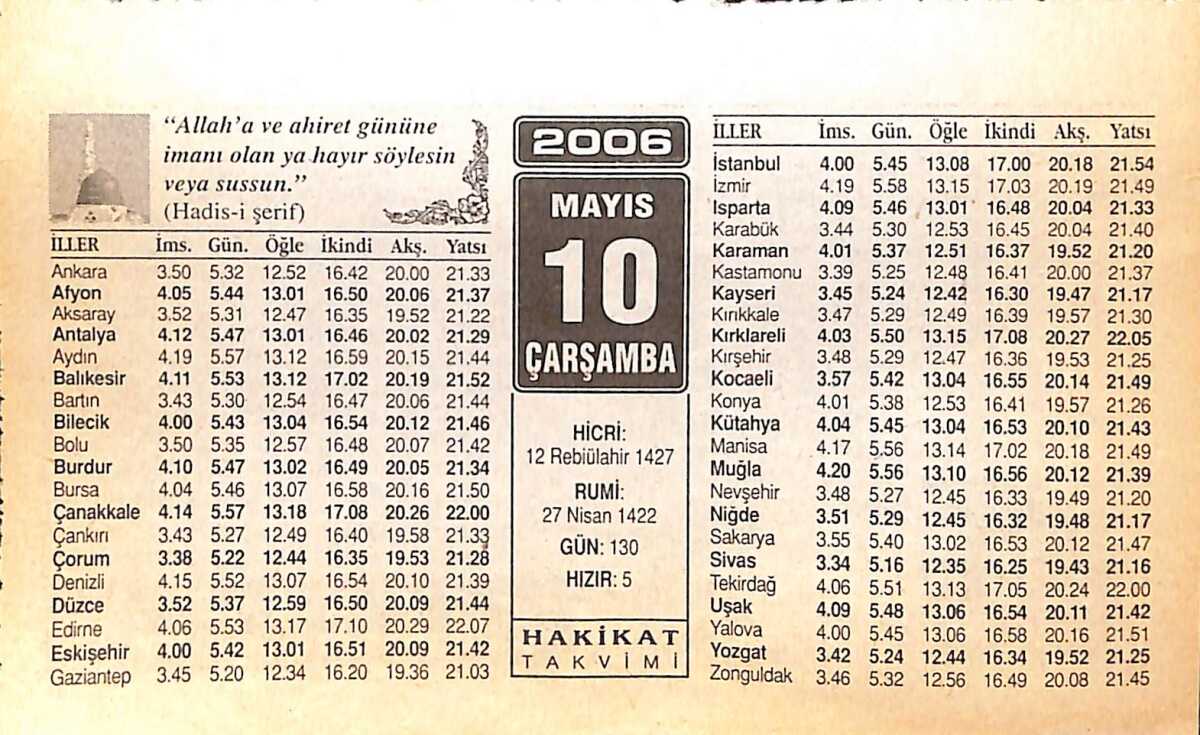 “Allah’a ve ahiret gününe
imanı olan ya hayır söylesin
veya sussun.”
(Hadis-i şerif)
İLLER İms. Gün. Öğle İkindi Akş. Yatsı
Ankara 3.50 5.32 12.52 16.42 20.00 21.33
Afyon 4.05 5.44 13.01 16.50 20.06 21.37
Aksaray 3.52 5.31 12.47 16.35 19.52 21.22
Antalya 4.12 5.47 13.01 16.46 20.02 21.29
Aydın 4.19 5.57 13.12 16.59 20.15 21.44
Balıkesir 4.11 5.53 13.12 17.02 20.19 21.52
Bartın 3.43 5.30 12.54 16.47 20.06 21.44
Bilecik 4.00 5.43 13.04 16.54 20.12 21.46
Bolu 3.50 5.35 12.57 16.48 20.07 21.42
Burdur 4.10 5.47 13.02 16.49 20.05 21.34
Bursa 4.04 5.46 13.07 16.58 20.16 21.50
Çanakkale 4.14 5.57 13.18 17.08 20.26 22.00
Çankırı 3.43 5.27 12.49 16.40 19.58 21.33
Çorum 3.38 5.22 12.44 16.35 19.53 21.28
Denizli 4.15 5.52 13.07 16.54 20.10 21.39
Düzce 3.52 5.37 12.59 16.50 20.09 21.44
Edirne 4.06 5.53 13.17 17.10 20.29 22.07
Eskişehir 4.00 5.42 13.01 16.51 20.09 21.42
Gaziantep 3.45 5.20 12.34 16.20 19.36 21.03
2006
MAYIS
10
ÇARŞAMBA
HİCRİ:
12 Rebiülahir 1427
RUMİ:
27 Nisan 1422
GÜN: 130
HIZIR: 5
HAKİKAT
TAKVİMİ
İLLER İms. Gün. Öğle İkindi Akş. Yatsı
İstanbul 4.00 5.45 13.08 17.00 20.18 21.54
İzmir 4.19 5.58 13.15 17.03 20.19 21.49
Isparta 4.09 5.46 13.01 16.48 20.04 21.33
Karabük 3.44 5.30 12.53 16.45 20.04 21.40
Karaman 4.01 5.37 12.51 16.37 19.52 21.20
Kastamonu 3.39 5.25 12.48 16.41 20.00 21.37
Kayseri 3.45 5.24 12.42 16.30 19.47 21.17
Kırıkkale 3.47 5.29 12.49 16.39 19.57 21.30
Kırklareli 4.03 5.50 13.15 17.08 20.27 22.05
Kırşehir 3.48 5.29 12.47 16.36 19.53 21.25
Kocaeli 3.57 5.42 13.04 16.55 20.14 21.49
Konya 4.01 5.38 12.53 16.41 19.57 21.26
Kütahya 4.04 5.45 13.04 16.53 20.10 21.43
Manisa 4.17 5.56 13.14 17.02 20.18 21.49
Muğla 4.20 5.56 13.10 16.56 20.12 21.39
Nevşehir 3.48 5.27 12.45 16.33 19.49 21.20
Niğde 3.51 5.29 12.45 16.32 19.48 21.17
Sakarya 3.55 5.40 13.02 16.53 20.12 21.47
Sivas 3.34 5.16 12.35 16.25 19.43 21.16
Tekirdağ 4.06 5.51 13.13 17.05 20.24 22.00
Uşak 4.09 5.48 13.06 16.54 20.11 21.42
Yalova 4.00 5.45 13.06 16.58 20.16 21.51
Yozgat 3.42 5.24 12.44 16.34 19.52 21.25
Zonguldak 3.46 5.32 12.56 16.49 20.08 21.45